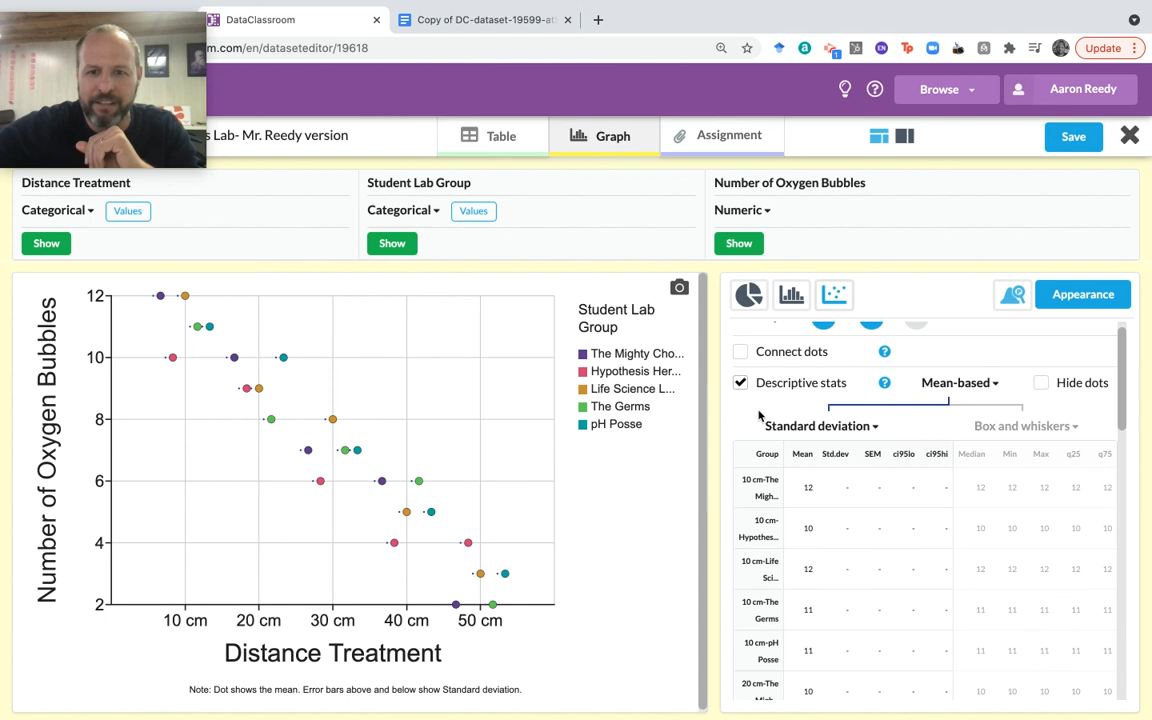 DataClassroom
Copy of DC-dataset-19599-at
m.com/en/dataseteditor/19618
EN
Tp
1
Update
Browse
Aaron Reedy
s Lab- Mr. Reedy version
Table
Graph
Assignment
Save
Distance Treatment
Student Lab Group
Number of Oxygen Bubbles
Categorical
Values
Categorical
Values
Numeric
Show
Show
Show
Number of Oxygen Bubbles
12
10
8
6
4
2
10 cm
20 cm
30 cm
40 cm
50 cm
Distance Treatment
Note: Dot shows the mean. Error bars above and below show Standard deviation.
Student Lab
Group
The Mighty Cho...
Hypothesis Her...
Life Science L...
The Germs
pH Posse
Appearance
Connect dots
Descriptive stats
Mean-based
Hide dots
Standard deviation
Box and whiskers
Group Mean Std.dev SEM ci95lo ci95hi Median Min Max q25 q75
10 cm-The
Migh...
12 - - - - 12 12 12 12 12
10 cm-
Hypothes...
10 - - - - 10 10 10 10 10
10 cm-Life
Sci...
12 - - - - 12 12 12 12 12
10 cm-The
Germs
11 - - - - 11 11 11 11 11
10 cm-pH
Posse
11 - - - - 11 11 11 11 11
20 cm-The
10 - - - - 10 10 10 10 10